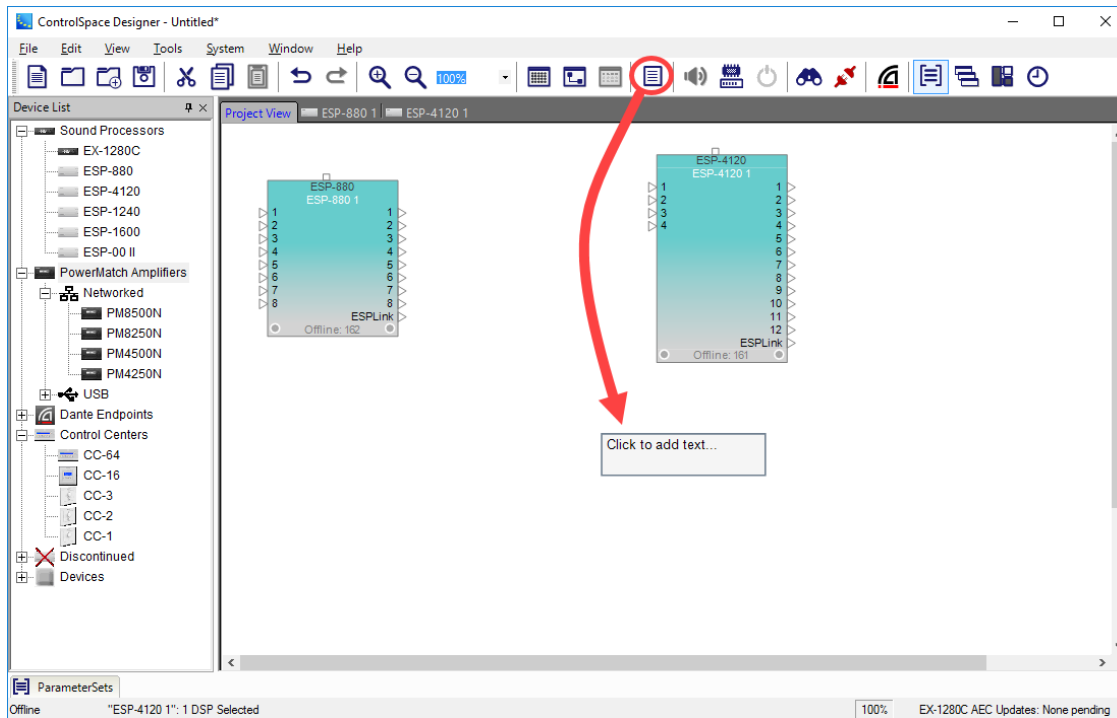 ControlSpace Designer - Untitled*
File Edit View Tools System Window Help
100%
Device List
Project View ESP-880 1 ESP-4120 1
Sound Processors
EX-1280C
ESP-880
ESP-4120
ESP-1240
ESP-1600
ESP-00 II
PowerMatch Amplifiers
Networked
PM8500N
PM8250N
PM4500N
PM4250N
USB
Dante Endpoints
Control Centers
CC-64
CC-16
CC-3
CC-2
CC-1
Discontinued
Devices
ESP-880
ESP-880 1
1 1
2 2
3 3
4 4
5 5
6 6
7 7
8 8
ESPLink
Offline: 162
ESP-4120
ESP-4120 1
1 1
2 2
3 3
4 4
5
6
7
8
9
10
11
12
ESPLink
Offline: 161
Click to add text...
ParameterSets
Offline "ESP-4120 1": 1 DSP Selected 100% EX-1280C AEC Updates: None pending